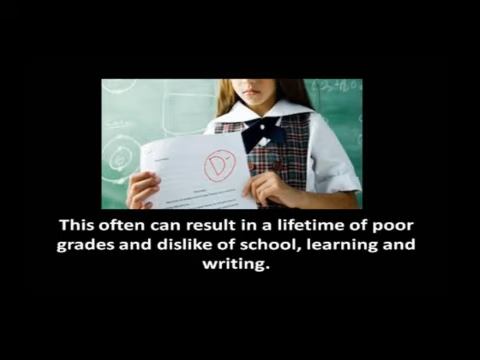 D-
This often can result in a lifetime of poor
grades and dislike of school, learning and
writing.